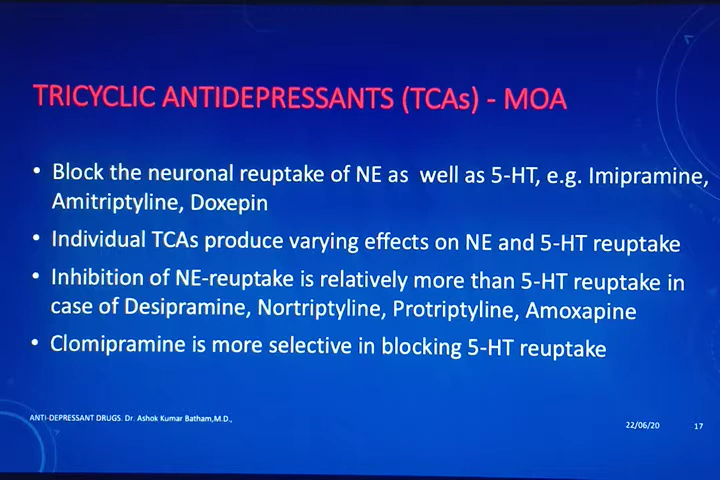 TRICYCLIC ANTIDEPRESSANTS (TCAs) - MOA
• Block the neuronal reuptake of NE as well as 5-HT, e.g. Imipramine,
Amitriptyline, Doxepin
• Individual TCAs produce varying effects on NE and 5-HT reuptake
• Inhibition of NE-reuptake is relatively more than 5-HT reuptake in
case of Desipramine, Nortriptyline, Protriptyline, Amoxapine
• Clomipramine is more selective in blocking 5-HT reuptake
ANTI-DEPRESSANT DRUGS. Dr. Ashok Kumar Batham,M.D.,
22/06/20 17